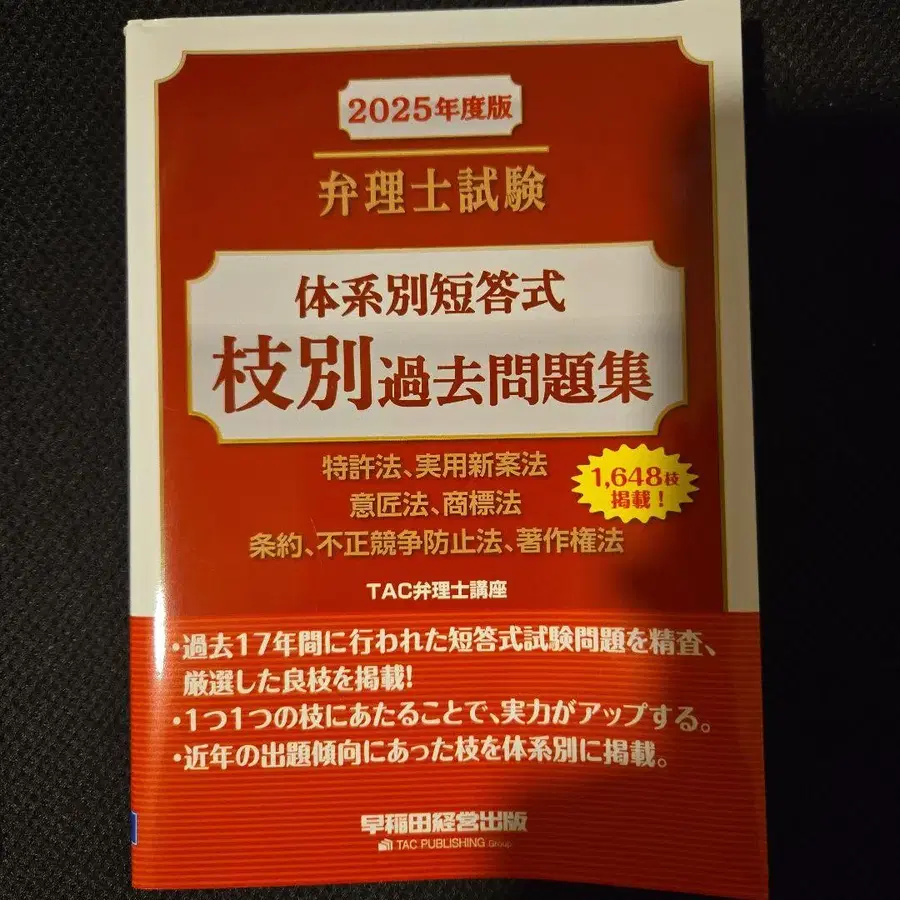 2025年度版
弁理士試験
体系別短答式
枝別過去問題集
特許法、実用新案法
意匠法、商標法
条約、不正競争防止法、著作権法
1,648枝
掲載!
TAC弁理士講座
・過去17年間に行われた短答式試験問題を精査、
厳選した良枝を掲載!
・1つ1つの枝にあたることで、実力がアップする。
・近年の出題傾向にあった枝を体系別に掲載。
早稲田経営出版
TAC PUBLISHING Group